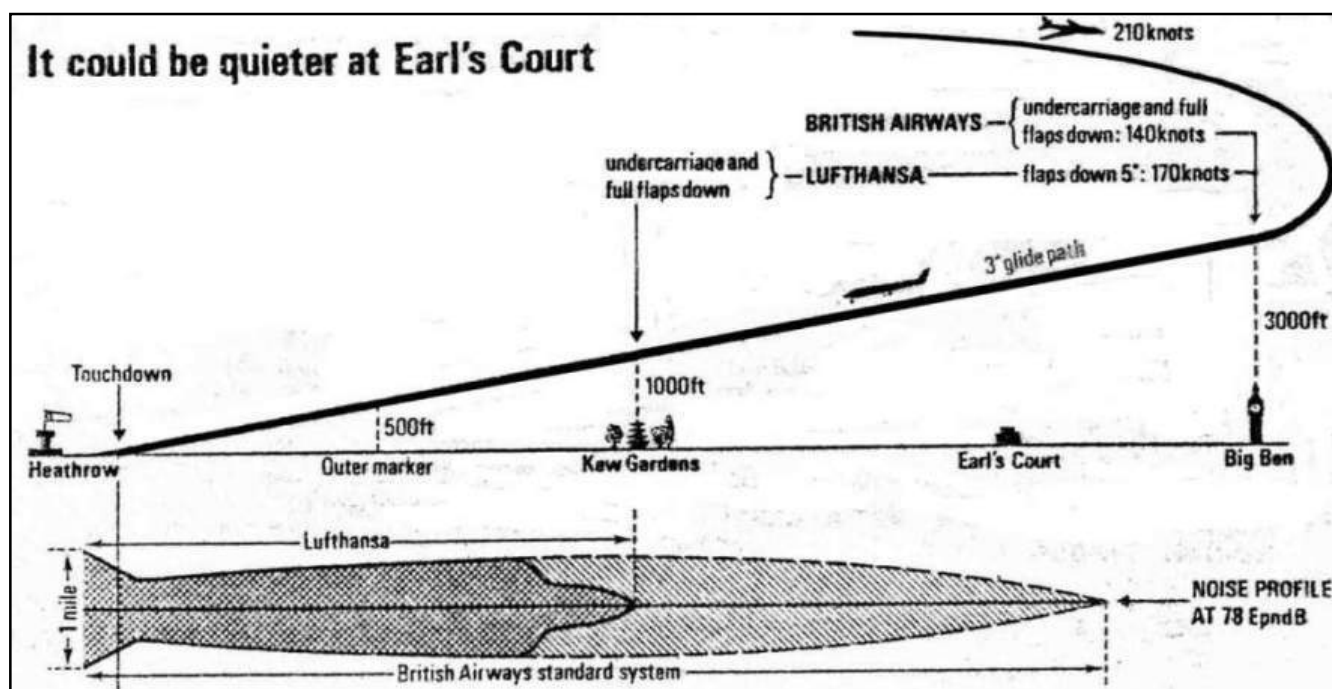 It could be quieter at Earl's Court
210knots
BRITISH AIRWAYS
undercarriage and full
flaps down: 140knots
undercarriage and
full flaps down
LUFTHANSA
flaps down 5°: 170knots
3° glide path
3000ft
Touchdown
1000ft
500ft
Heathrow
Outer marker
Kew Gardens
Earl's Court
Big Ben
Lufthansa
1 mile
NOISE PROFILE
AT 78 EpndB
British Airways standard system